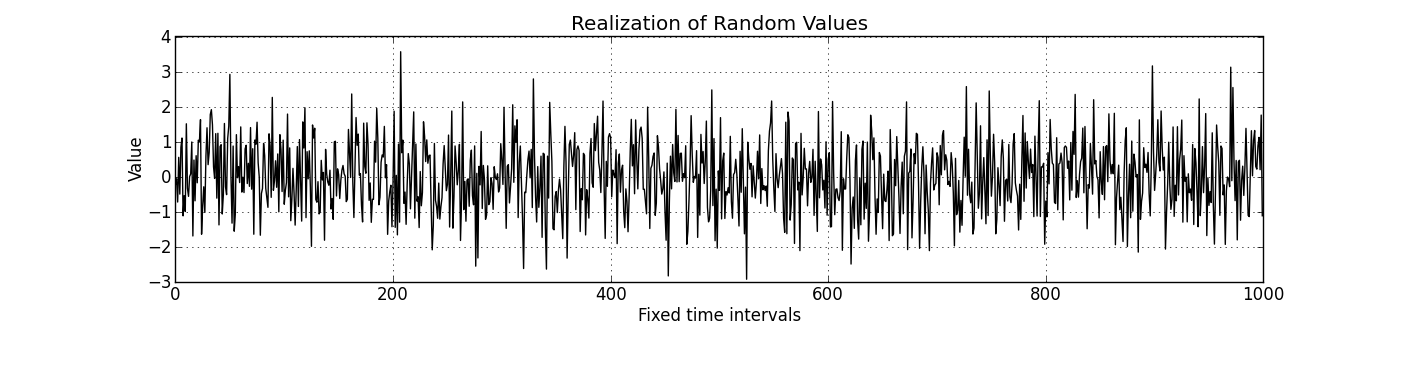 Realization of Random Values
4
3
2
1
0
−1
−2
−3
Value
0 200 400 600 800 1000
Fixed time intervals